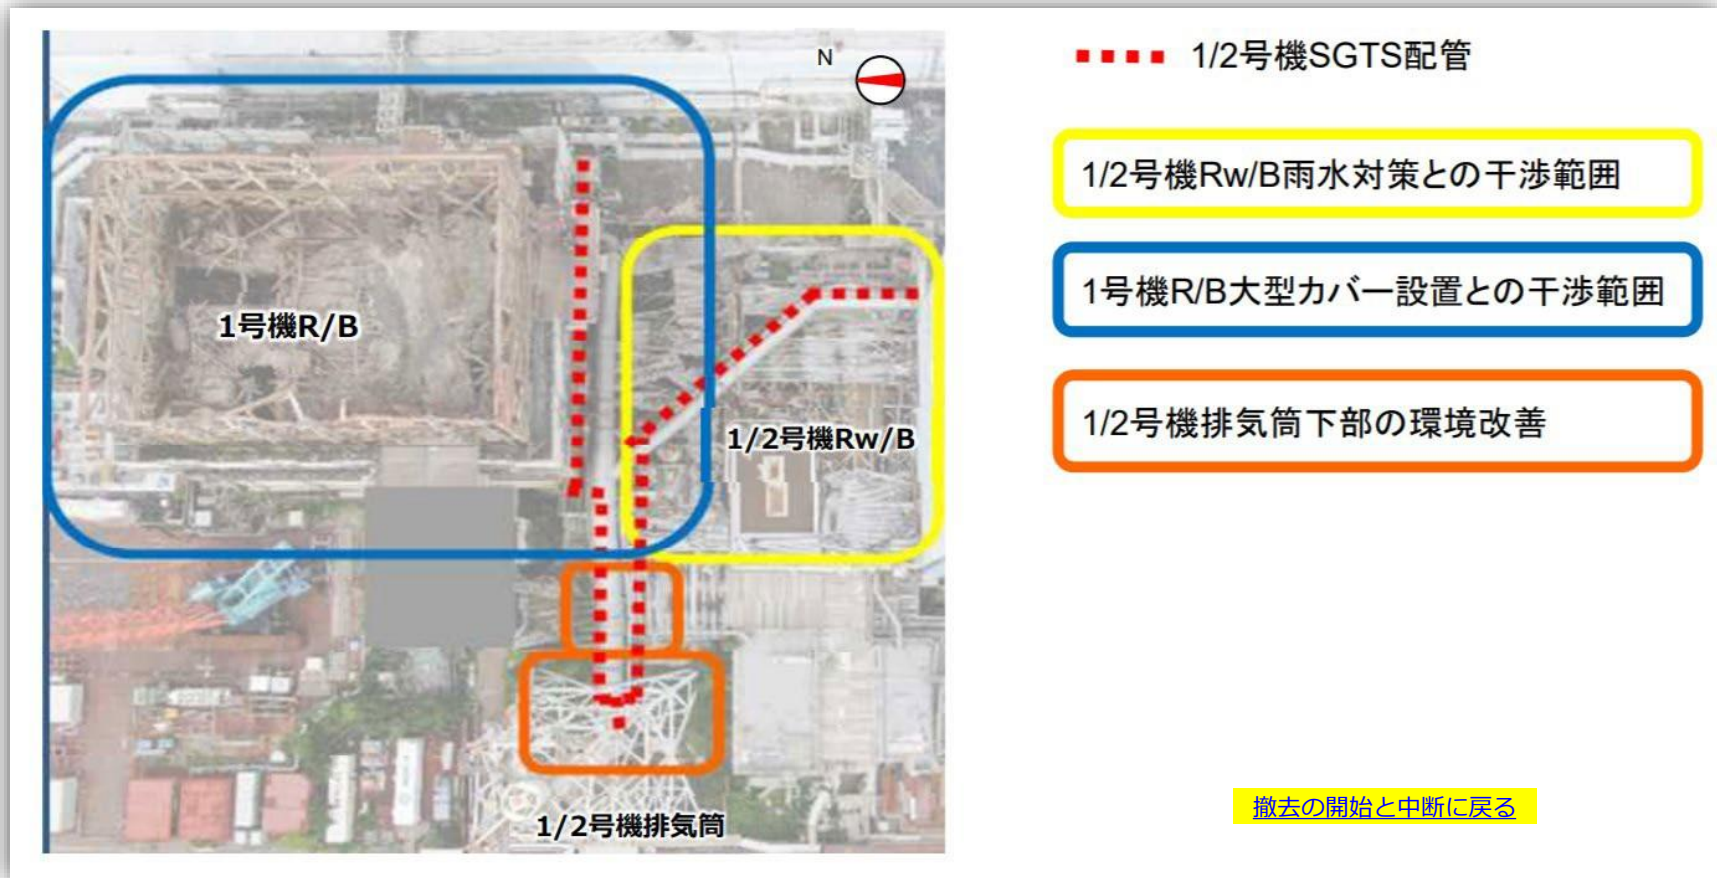 N
1号機R/B
1/2号機Rw/B
1/2号機排気筒
1/2号機SGTS配管
1/2号機Rw/B雨水対策との干渉範囲
1号機R/B大型カバー設置との干渉範囲
1/2号機排気筒下部の環境改善
撤去の開始と中断に戻る